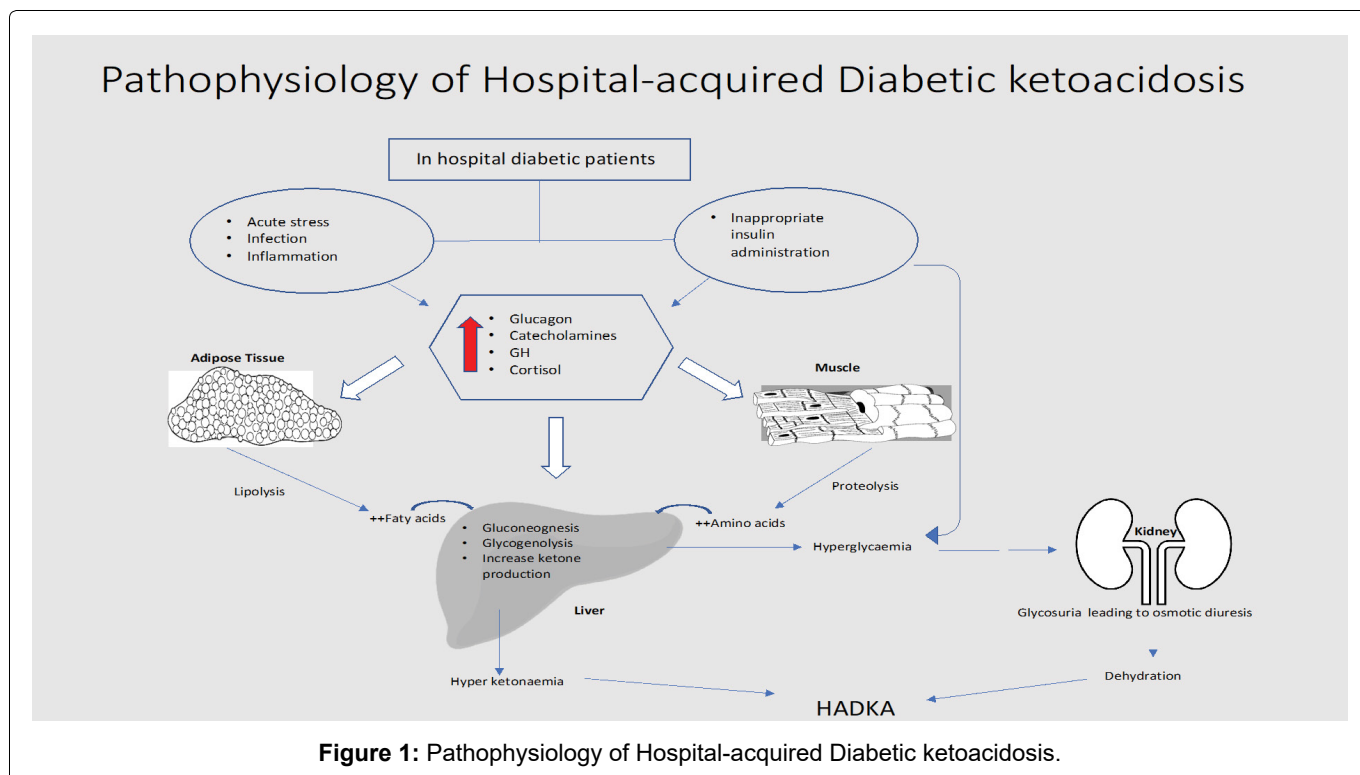 Pathophysiology of Hospital-acquired Diabetic ketoacidosis
In hospital diabetic patients
• Acute stress
• Infection
• Inflammation
• Inappropriate
insulin
administration
• Glucagon
• Catecholamines
• GH
• Cortisol
Adipose Tissue
Muscle
Lipolysis
Proteolysis
++Faty acids
++Amino acids
• Gluconeognesis
• Glycogenolysis
• Increase ketone
production
Liver
Hyperglycaemia
Kidney
Glycosuria leading to osmotic diuresis
Hyper ketonaemia
Dehydration
HADKA
Figure 1: Pathophysiology of Hospital-acquired Diabetic ketoacidosis.